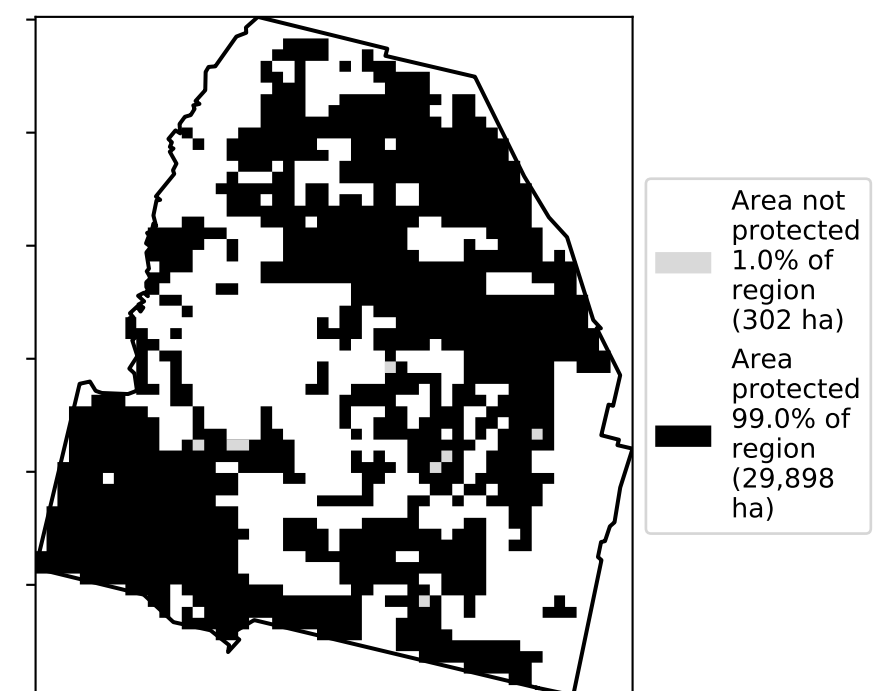 Area not
protected
1.0% of
region
(302 ha)
Area
protected
99.0% of
region
(29,898
ha)